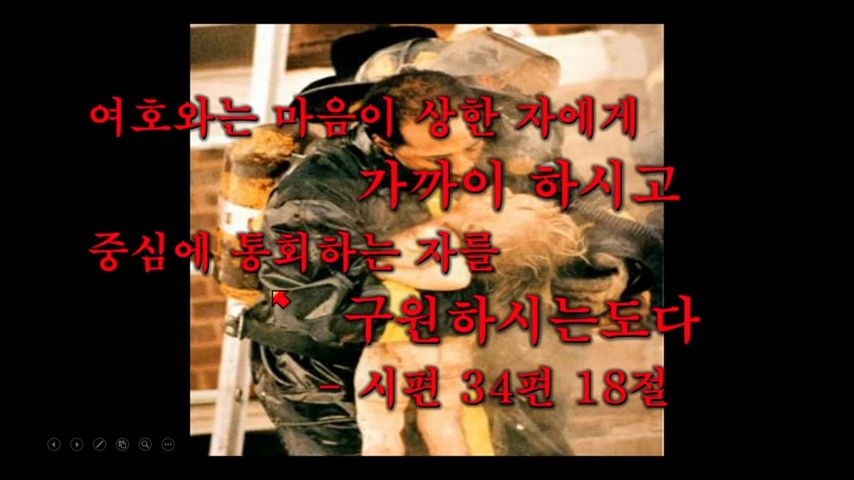 여호와는 마음이 상한 자에게
가까이 하시고
중심에 통회하는 자를
구원하시는도다
- 시편 34편 18절